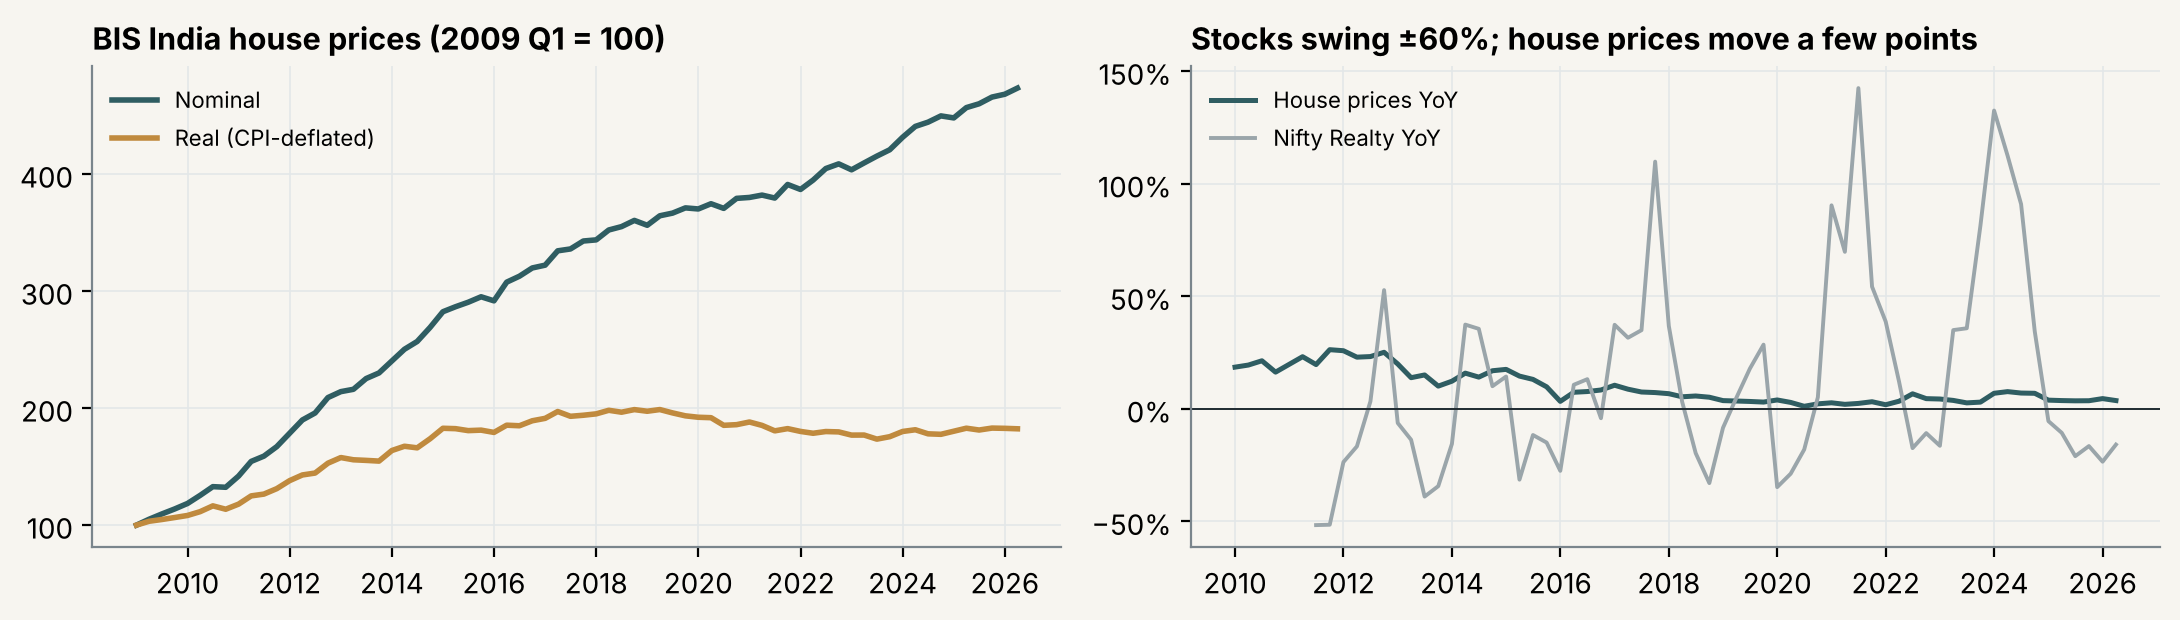 BIS India house prices (2009 Q1 = 100)
Nominal
Real (CPI-deflated)
400
300
200
100
2010 2012 2014 2016 2018 2020 2022 2024 2026
Stocks swing ±60%; house prices move a few points
150%
House prices YoY
Nifty Realty YoY
100%
50%
0%
−50%
2010 2012 2014 2016 2018 2020 2022 2024 2026